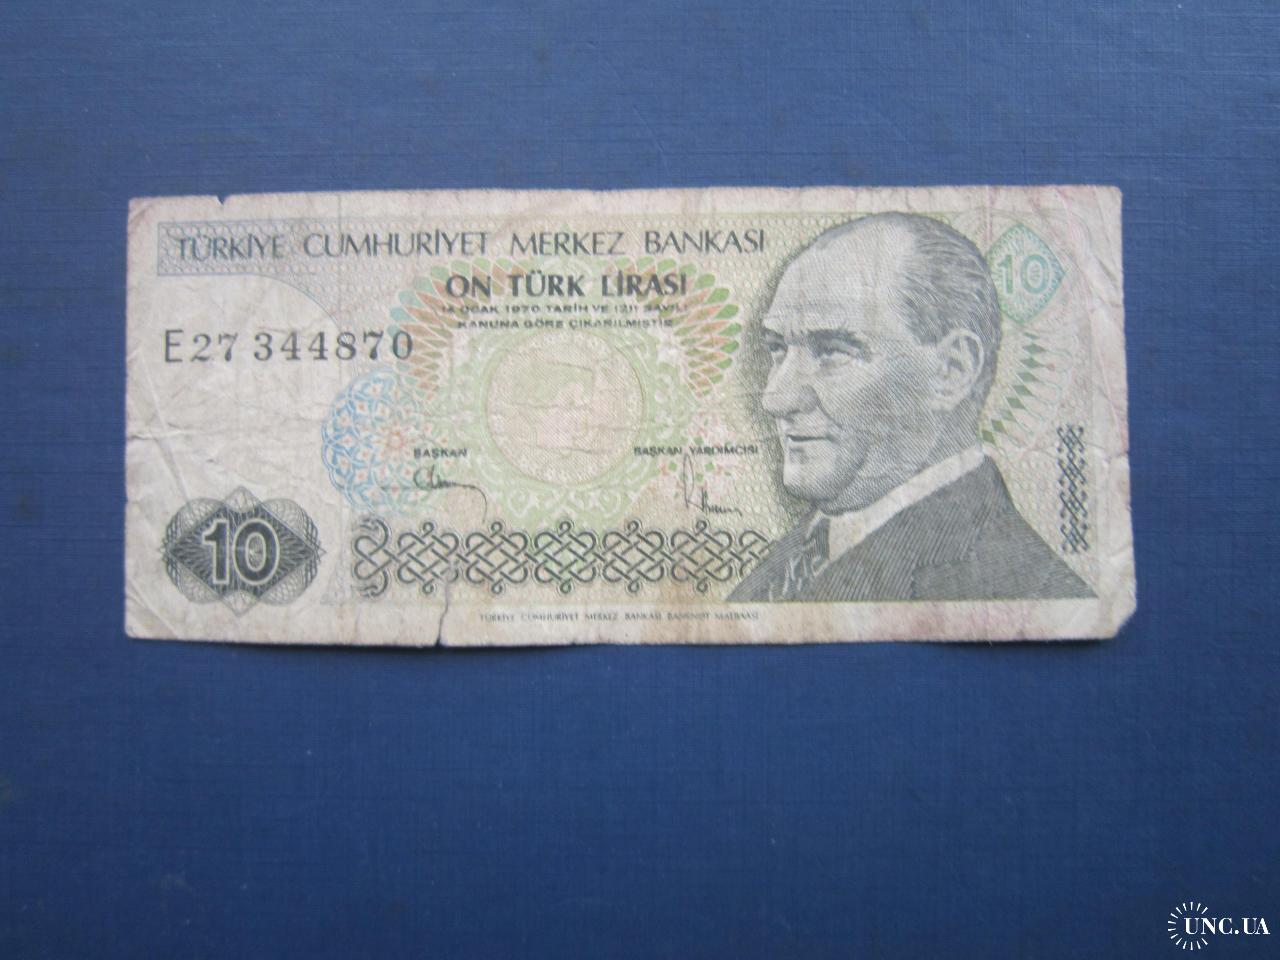 TÜRKİYE CUMHURİYET MERKEZ BANKASI
ON TÜRK LİRASI
14 OCAK 1970 TARİH VE 1211 SAYILI
KANUNA GÖRE ÇIKARILMIŞTIR
10
E27 344870
BAŞKAN
BAŞKAN YARDIMCISI
10
TÜRKİYE CUMHURİYET MERKEZ BANKASI BANKNOT MATBAASI
UNC.UA